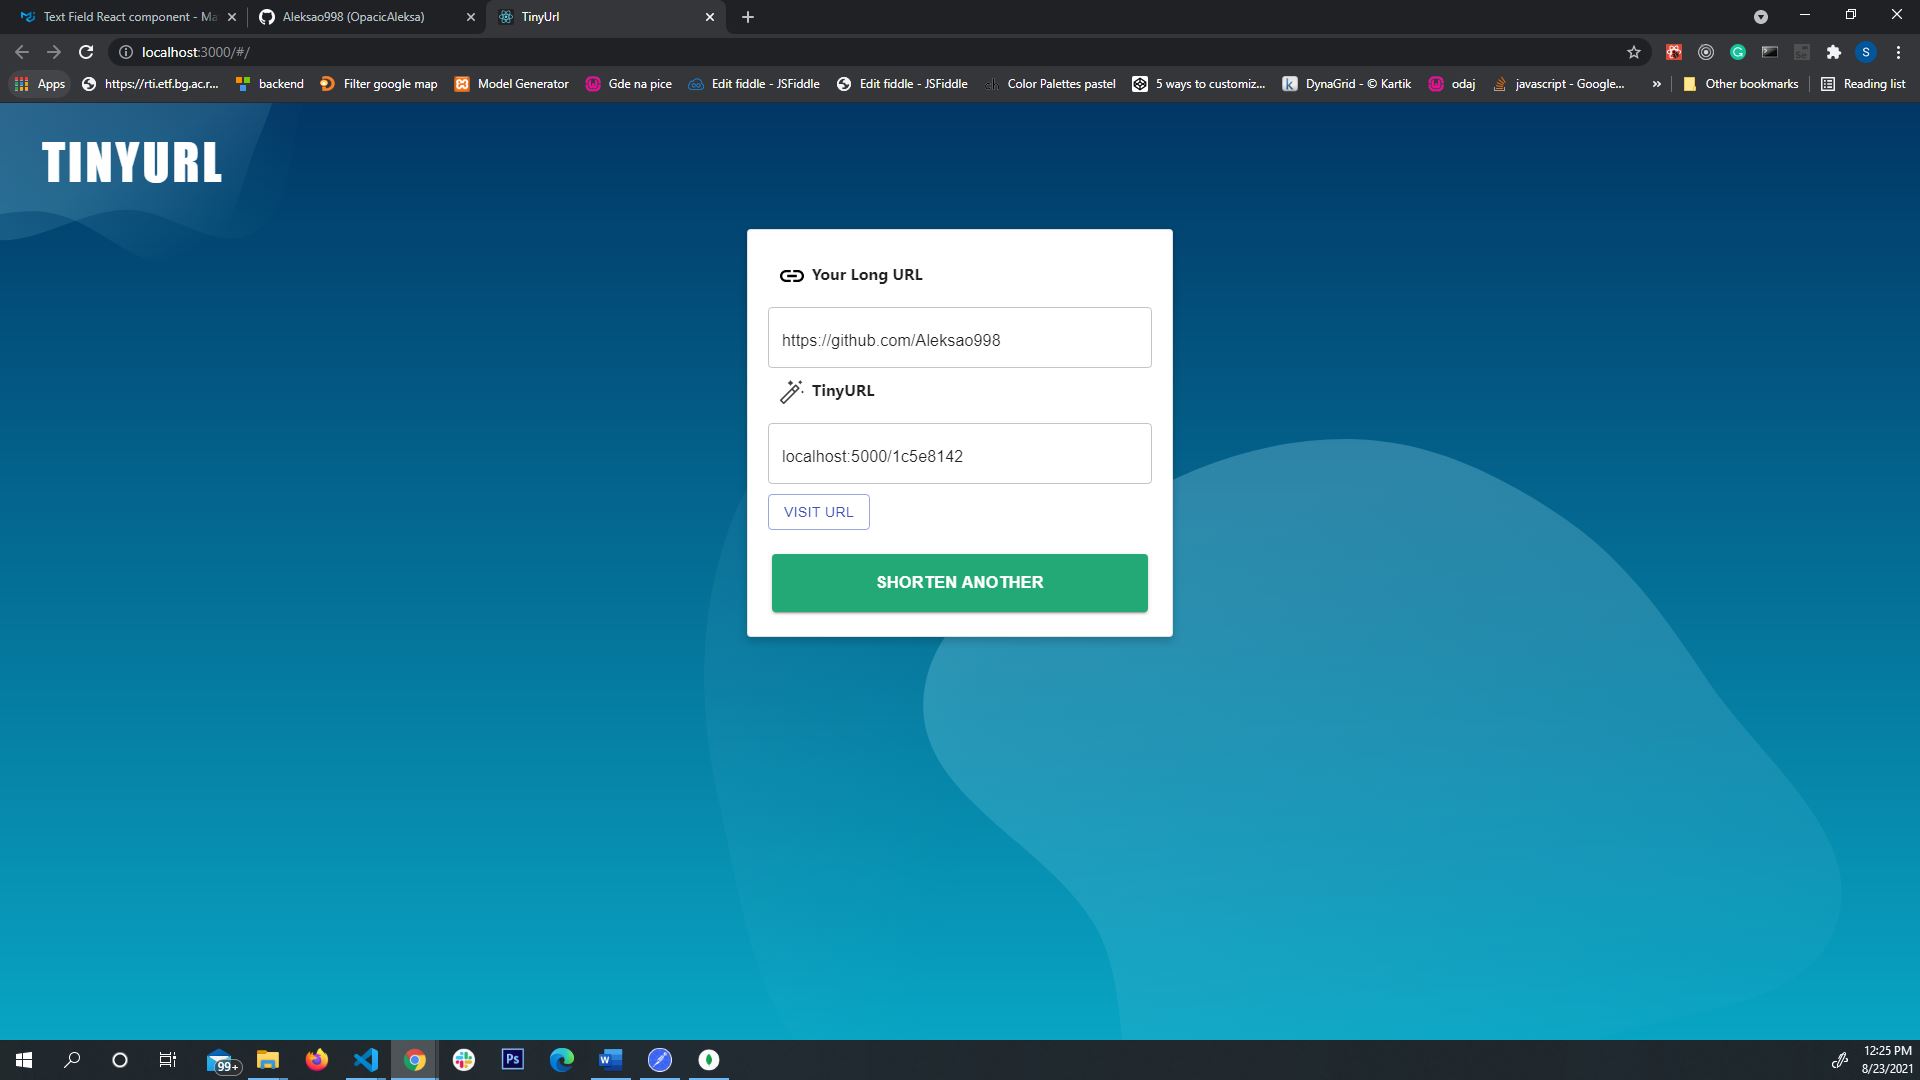 Text Field React component - Ma
Aleksao998 (OpacicAleksa)
TinyUrl
localhost:3000/#/
S
Apps
https://rti.etf.bg.ac.r...
backend
Filter google map
Model Generator
Gde na pice
Edit fiddle - JSFiddle
Edit fiddle - JSFiddle
Color Palettes pastel
5 ways to customiz...
DynaGrid - © Kartik
odaj
javascript - Google...
»
Other bookmarks
Reading list
TINYURL
Your Long URL
https://github.com/Aleksao998
TinyURL
localhost:5000/1c5e8142
VISIT URL
SHORTEN ANOTHER
99+
Ps
W
12:25 PM
8/23/2021